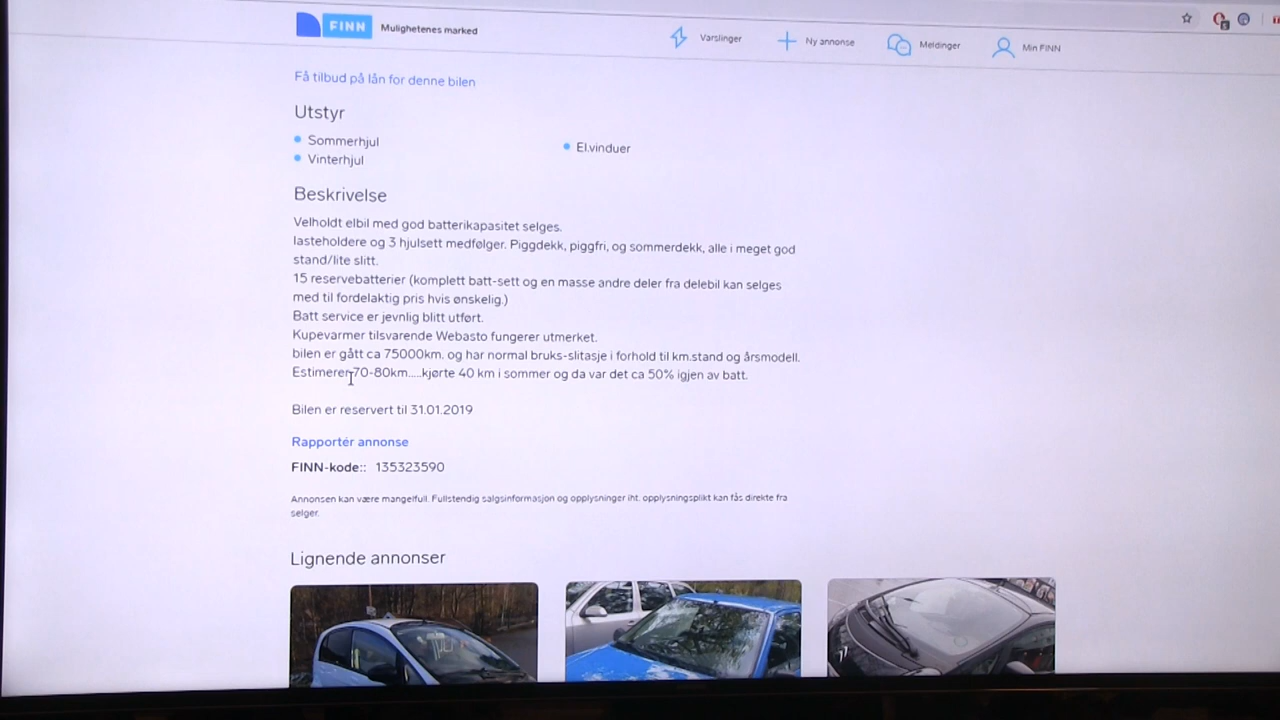 FINN Mulighetenes marked
Varslinger
Ny annonse
Meldinger
Min FINN
Få tilbud på lån for denne bilen
Utstyr
Sommerhjul
El.vinduer
Vinterhjul
Beskrivelse
Velholdt elbil med god batterikapasitet selges.
lasteholdere og 3 hjulsett medfølger. Piggdekk, piggfri, og sommerdekk, alle i meget god
stand/lite slitt.
15 reservebatterier (komplett batt-sett og en masse andre deler fra delebil kan selges
med til fordelaktig pris hvis ønskelig.)
Batt service er jevnlig blitt utført.
Kupevarmer tilsvarende Webasto fungerer utmerket.
bilen er gått ca 75000km. og har normal bruks-slitasje i forhold til km.stand og årsmodell.
Estimerer 70-80km.....kjørte 40 km i sommer og da var det ca 50% igjen av batt.
Bilen er reservert til 31.01.2019
Rapportér annonse
FINN-kode:: 135323590
Annonsen kan være mangelfull. Fullstendig salgsinformasjon og opplysninger iht. opplysningsplikt kan fås direkte fra
selger.
Lignende annonser